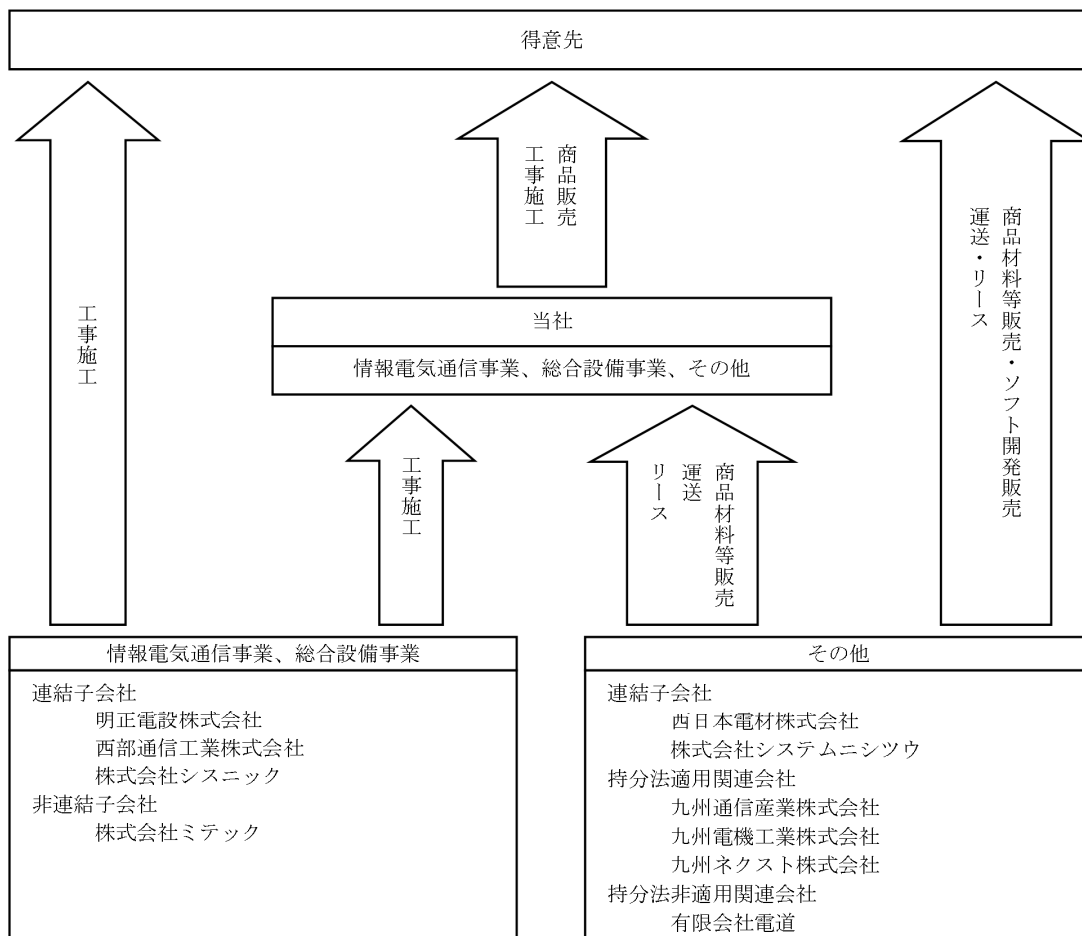 得意先
工事施工
商品販売
工事施工
商品材料等販売・ソフト開発販売
運送・リース
当社
情報電気通信事業、総合設備事業、その他
工事施工
商品材料等販売
運送
リース
情報電気通信事業、総合設備事業
連結子会社
明正電設株式会社
西部通信工業株式会社
株式会社シスニック
非連結子会社
株式会社ミテック
その他
連結子会社
西日本電材株式会社
株式会社システムニシツウ
持分法適用関連会社
九州通信産業株式会社
九州電機工業株式会社
九州ネクスト株式会社
持分法非適用関連会社
有限会社電道